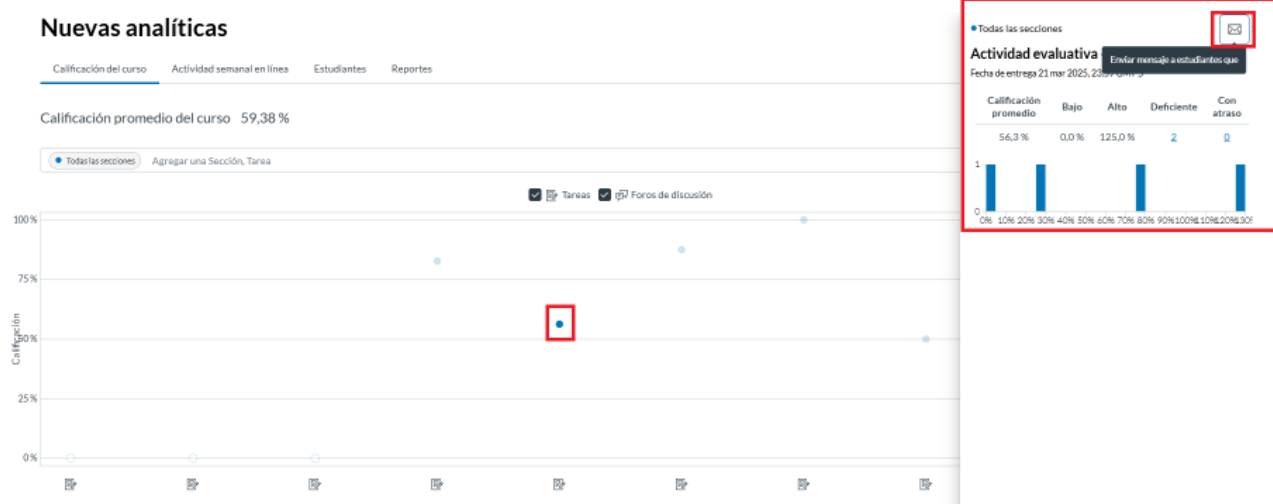 Nuevas analíticas
Calificación del curso Actividad semanal en línea Estudiantes Reportes
Calificación promedio del curso 59,38 %
Todas las secciones Agregar una Sección, Tarea
Tareas Foros de discusión
100%
75%
50%
25%
0%
Calificación
Todas las secciones
Actividad evaluativa
Enviar mensaje a estudiantes que
Fecha de entrega 21 mar 2025,
Calificación promedio Bajo Alto Deficiente Con atraso
56,3 % 0,0 % 125,0 % 2 0
1
0
0% 10% 20% 30% 40% 50% 60% 70% 80% 90% 100% 110% 120% 130%